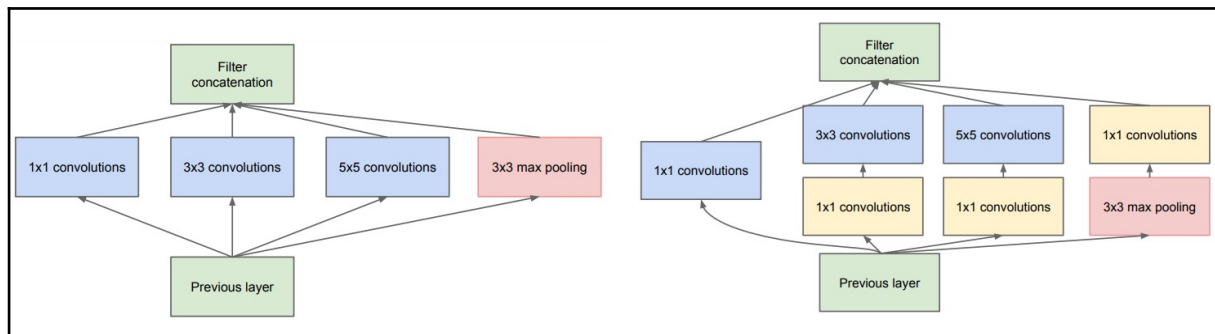 Filter
concatenation
1x1 convolutions
3x3 convolutions
5x5 convolutions
3x3 max pooling
Previous layer
Filter
concatenation
3x3 convolutions
5x5 convolutions
1x1 convolutions
1x1 convolutions
1x1 convolutions
1x1 convolutions
3x3 max pooling
Previous layer